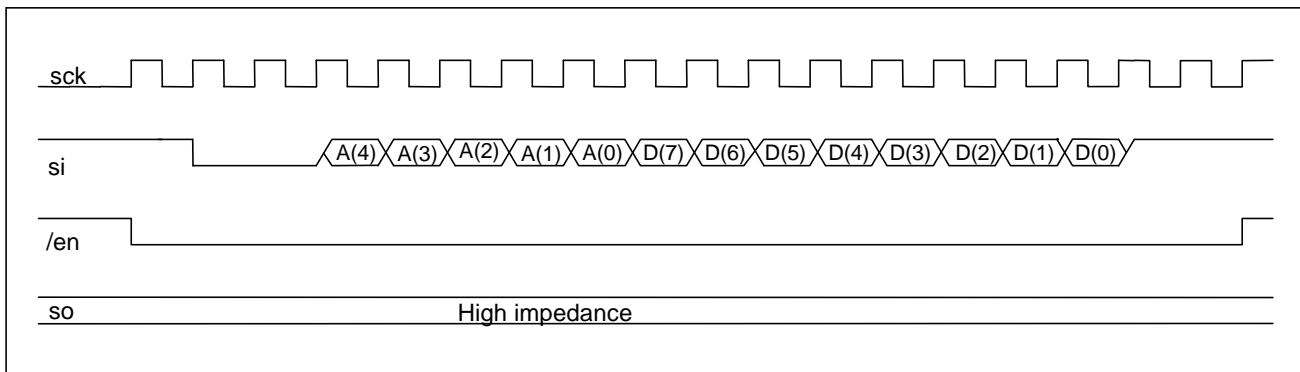 sck
si
A(4) A(3) A(2) A(1) A(0) D(7) D(6) D(5) D(4) D(3) D(2) D(1) D(0)
/en
so
High impedance